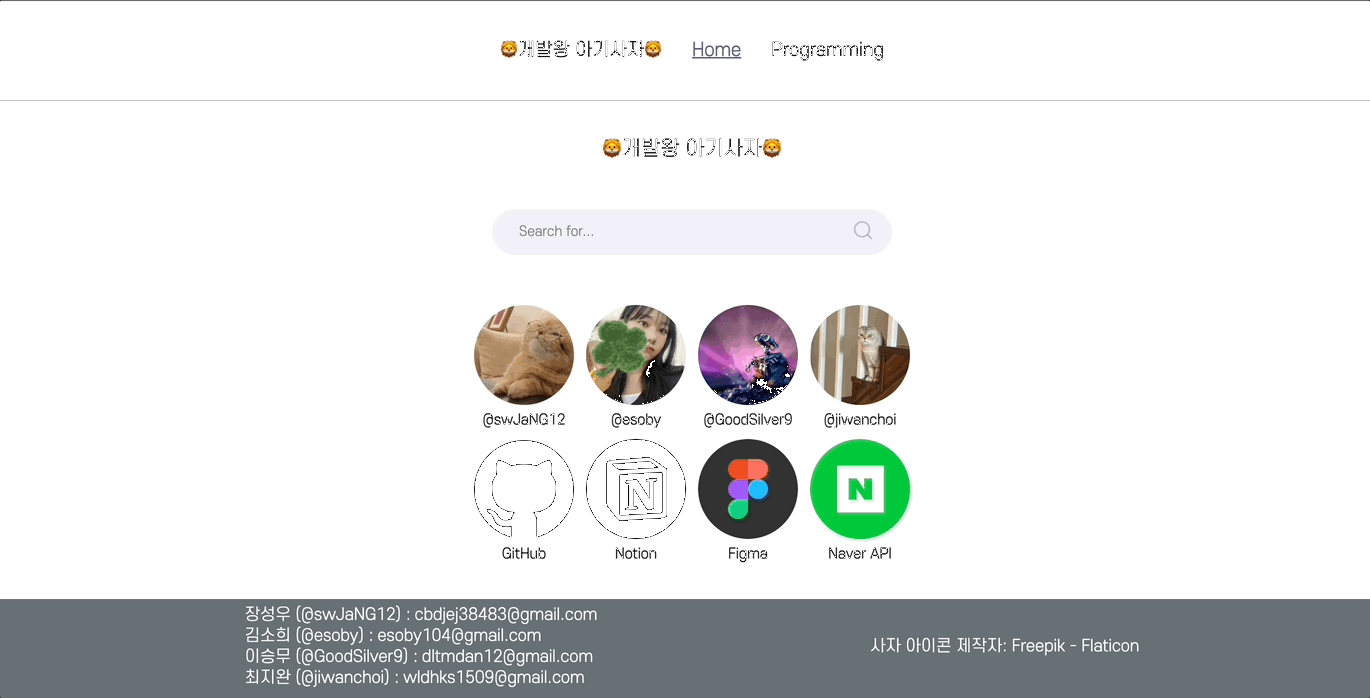 🦁개발왕 아기사자🦁 Home Programming
🦁개발왕 아기사자🦁
Search for...
@swJaNG12 @esoby @GoodSilver9 @jiwanchoi
N N
GitHub Notion Figma Naver API
장성우 (@swJaNG12) : cbdjej38483@gmail.com
김소희 (@esoby) : esoby104@gmail.com
이승무 (@GoodSilver9) : dltmdan12@gmail.com
최지완 (@jiwanchoi) : wldhks1509@gmail.com
사자 아이콘 제작자: Freepik - Flaticon